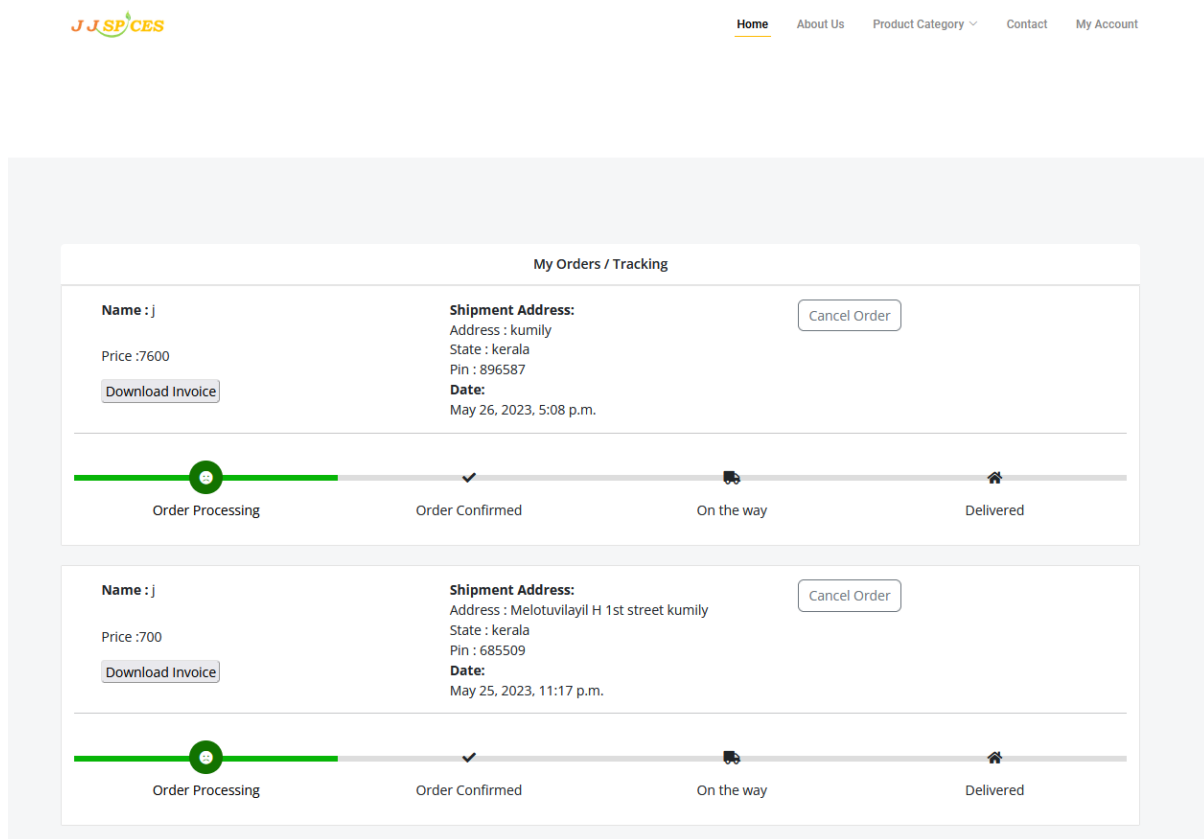 J J SPICES
Home About Us Product Category Contact My Account
My Orders / Tracking
Name : j
Price :7600
Download Invoice
Shipment Address:
Address : kumily
State : kerala
Pin : 896587
Date:
May 26, 2023, 5:08 p.m.
Cancel Order
Order Processing Order Confirmed On the way Delivered
Name : j
Price :700
Download Invoice
Shipment Address:
Address : Melotuvilayil H 1st street kumily
State : kerala
Pin : 685509
Date:
May 25, 2023, 11:17 p.m.
Cancel Order
Order Processing Order Confirmed On the way Delivered